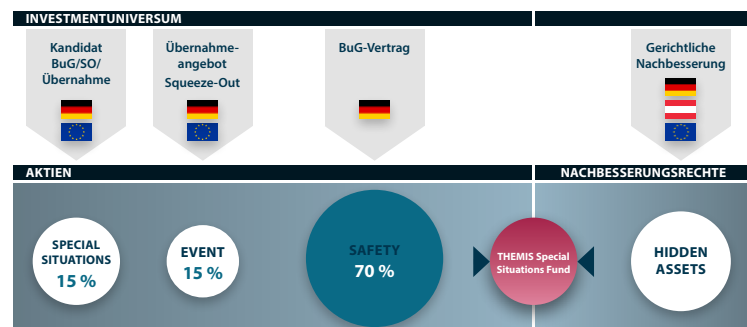 INVESTMENTUNIVERSUM
Kandidat
BuG/SO/
Übernahme
Übernahme-
angebot
Squeeze-Out
BuG-Vertrag
Gerichtliche
Nachbesserung
AKTIEN
NACHBESSERUNGSRECHTE
SPECIAL
SITUATIONS
15 %
EVENT
15 %
SAFETY
70 %
THEMIS Special
Situations Fund
HIDDEN
ASSETS